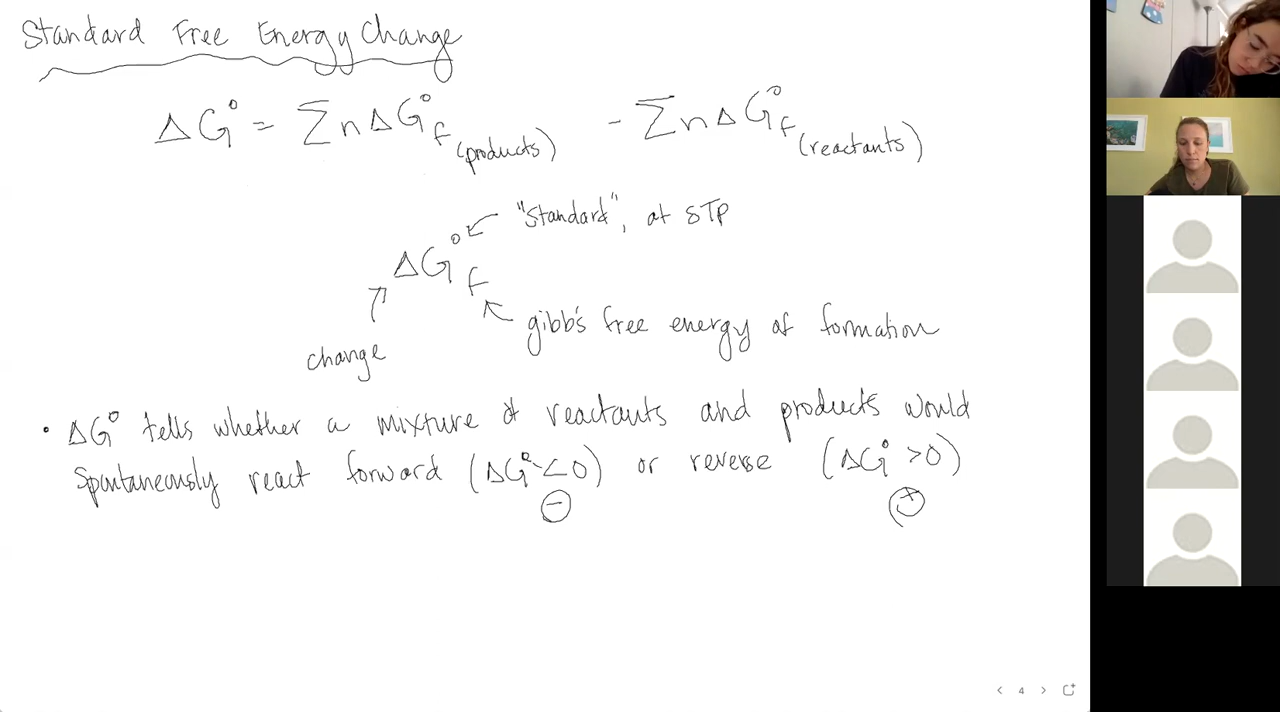 Standard Free Energy Change
ΔG° = ΣnΔG°f (products) - ΣnΔG°f (reactants)
"Standard", at STP
ΔG°f
gibb's free energy of formation
change
• ΔG° tells whether a mixture of reactants and products would
spontaneously react forward (ΔG°<0) or reverse (ΔG° >0)
- +
< 4 >